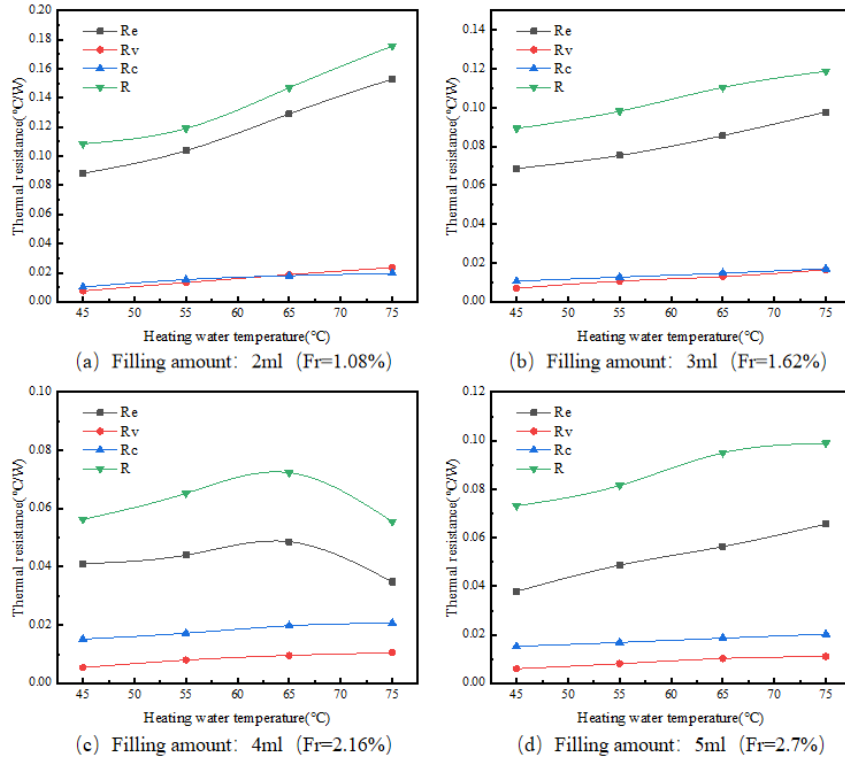 0.20
0.18
0.16
0.14
0.12
0.10
0.08
0.06
0.04
0.02
0.00
Thermal resistance(℃/W)
Re
Rv
Rc
R
45 50 55 60 65 70 75
Heating water temperature(℃)
(a) Filling amount: 2ml (Fr=1.08%)
0.14
0.12
0.10
0.08
0.06
0.04
0.02
0.00
Thermal resistance(℃/W)
Re
Rv
Rc
R
45 50 55 60 65 70 75
Heating water temperature(℃)
(b) Filling amount: 3ml (Fr=1.62%)
0.10
0.08
0.06
0.04
0.02
0.00
Thermal resistance(℃/W)
Re
Rv
Rc
R
45 50 55 60 65 70 75
Heating water temperature(℃)
(c) Filling amount: 4ml (Fr=2.16%)
0.12
0.10
0.08
0.06
0.04
0.02
0.00
Thermal resistance(℃/W)
Re
Rv
Rc
R
45 50 55 60 65 70 75
Heating water temperature(℃)
(d) Filling amount: 5ml (Fr=2.7%)